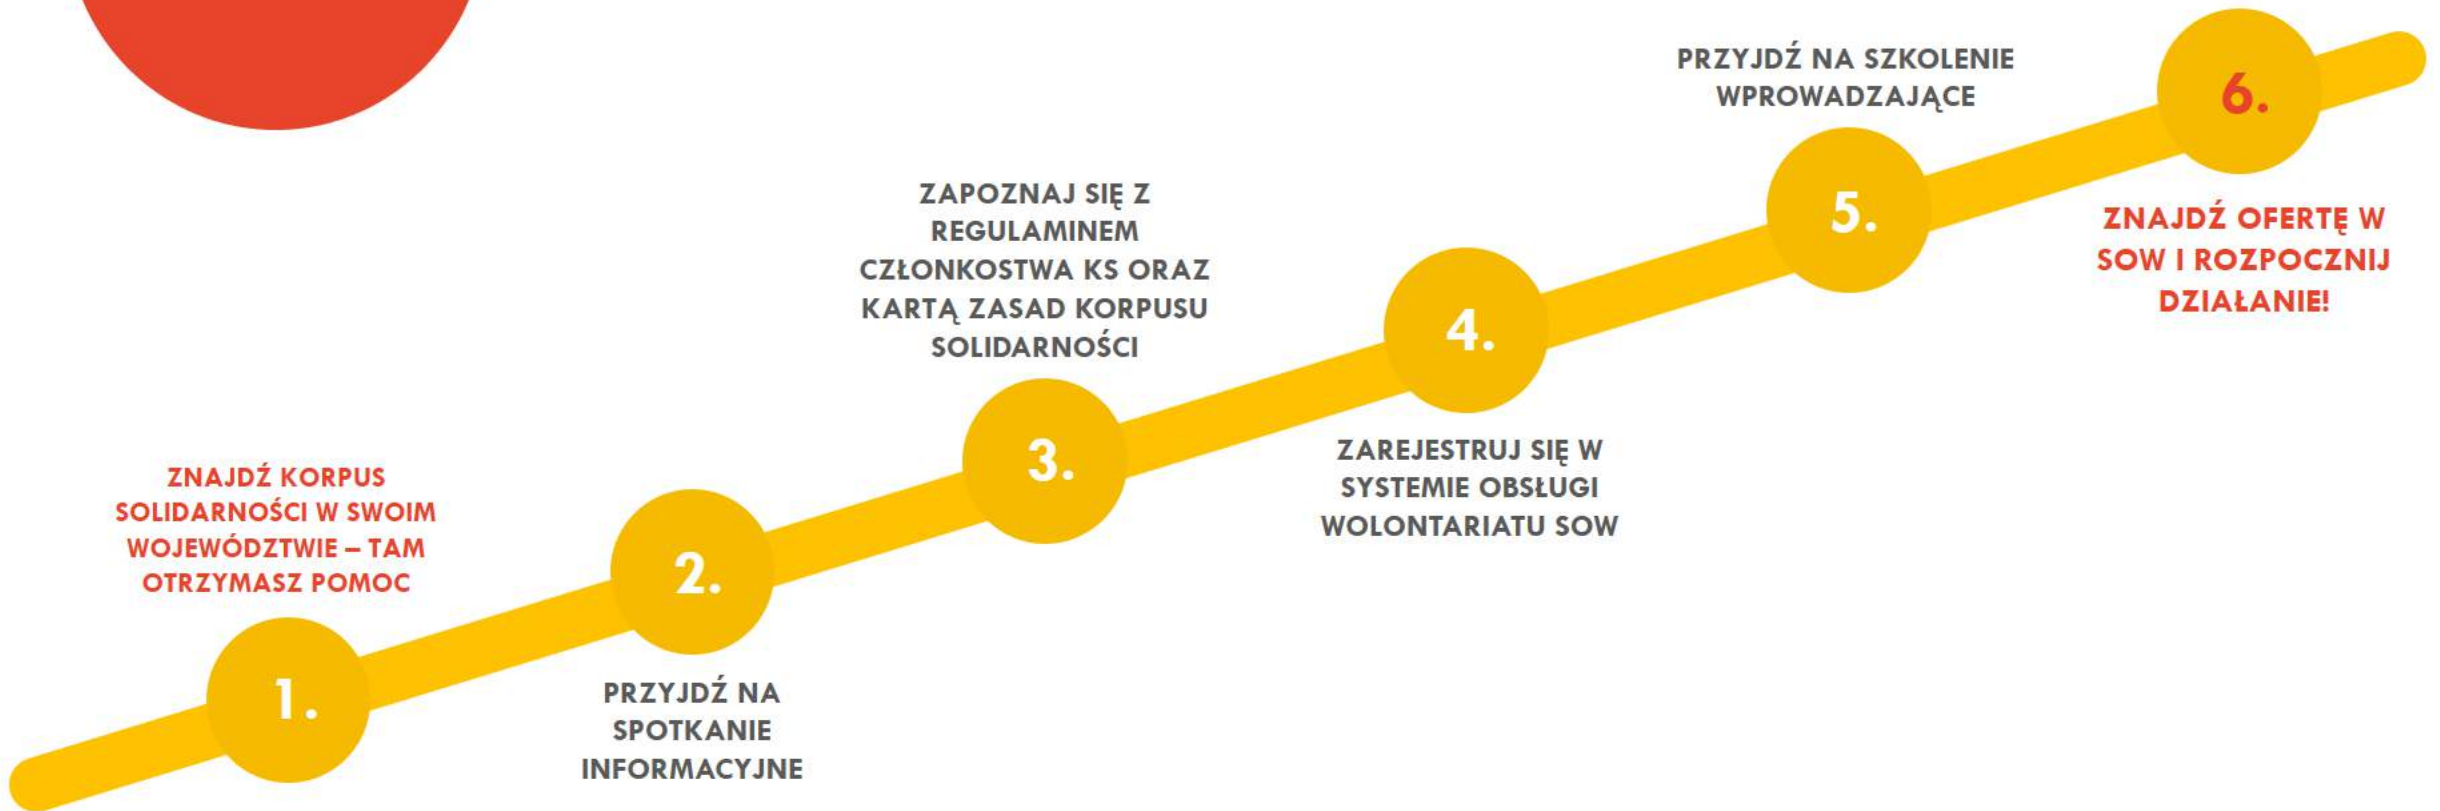 ZNAJDŹ KORPUS
SOLIDARNOŚCI W SWOIM
WOJEWÓDZTWIE – TAM
OTRZYMASZ POMOC
1.
2.
PRZYJDŹ NA
SPOTKANIE
INFORMACYJNE
ZAPOZNAJ SIĘ Z
REGULAMINEM
CZŁONKOSTWA KS ORAZ
KARTĄ ZASAD KORPUSU
SOLIDARNOŚCI
3.
4.
ZAREJESTRUJ SIĘ W
SYSTEMIE OBSŁUGI
WOLONTARIATU SOW
PRZYJDŹ NA SZKOLENIE
WPROWADZAJĄCE
5.
6.
ZNAJDŹ OFERTĘ W
SOW I ROZPOCZNIJ
DZIAŁANIE!